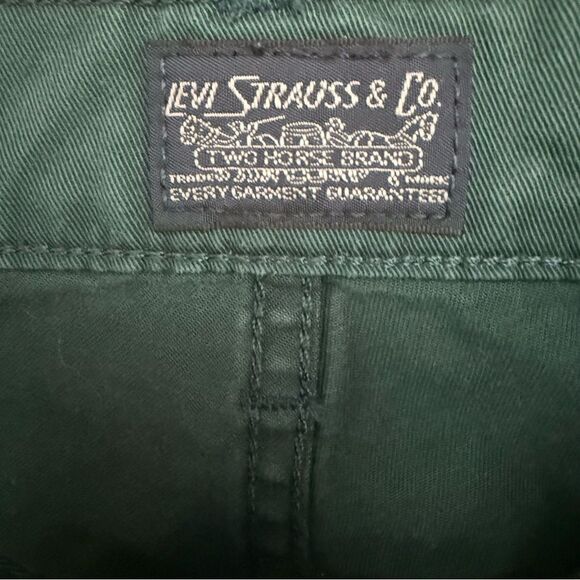 LEVI STRAUSS & CO.
TWO HORSE BRAND
TRADE MARK
EVERY GARMENT GUARANTEED